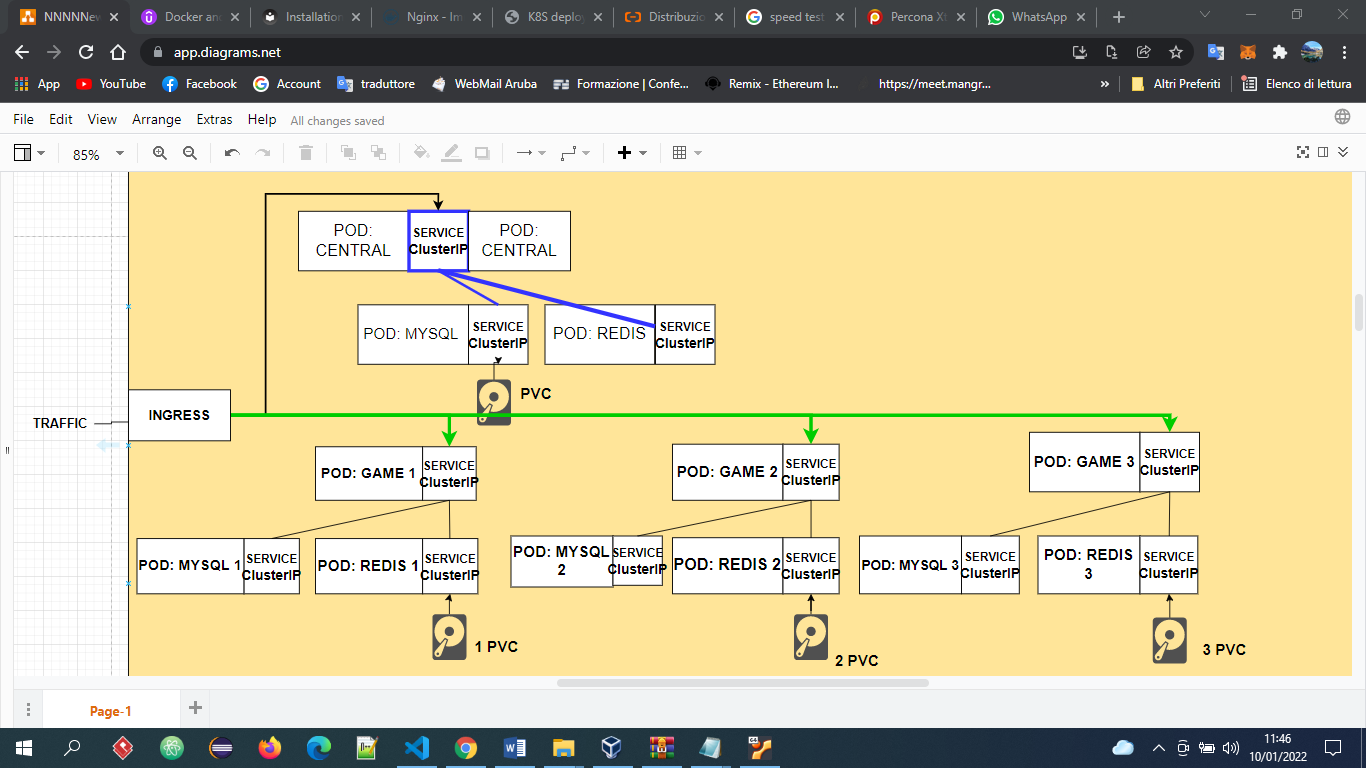 NNNNNev
Docker an
Installation
Nginx - Im
K8S deplo
Distribuzio
speed test
Percona Xt
WhatsApp
app.diagrams.net
App
YouTube
Facebook
Account
traduttore
WebMail Aruba
Formazione | Confe...
Remix - Ethereum I...
https://meet.mangr...
»
Altri Preferiti
Elenco di lettura
File Edit View Arrange Extras Help All changes saved
85%
POD:
CENTRAL
SERVICE
ClusterIP
POD:
CENTRAL
POD: MYSQL
SERVICE
ClusterIP
POD: REDIS
SERVICE
ClusterIP
PVC
TRAFFIC
INGRESS
POD: GAME 1
SERVICE
ClusterIP
POD: GAME 2
SERVICE
ClusterIP
POD: GAME 3
SERVICE
ClusterIP
POD: MYSQL 1
SERVICE
ClusterIP
POD: REDIS 1
SERVICE
ClusterIP
POD: MYSQL
2
SERVICE
ClusterIP
POD: REDIS 2
SERVICE
ClusterIP
POD: MYSQL 3
SERVICE
ClusterIP
POD: REDIS
3
SERVICE
ClusterIP
1 PVC
2 PVC
3 PVC
Page-1
11:46
10/01/2022